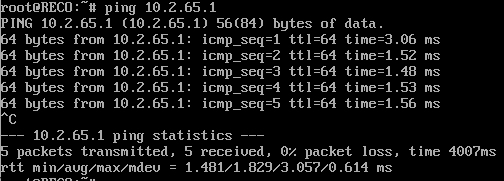 root@RECO:~# ping 10.2.65.1
PING 10.2.65.1 (10.2.65.1) 56(84) bytes of data.
64 bytes from 10.2.65.1: icmp_seq=1 ttl=64 time=3.06 ms
64 bytes from 10.2.65.1: icmp_seq=2 ttl=64 time=1.52 ms
64 bytes from 10.2.65.1: icmp_seq=3 ttl=64 time=1.48 ms
64 bytes from 10.2.65.1: icmp_seq=4 ttl=64 time=1.53 ms
64 bytes from 10.2.65.1: icmp_seq=5 ttl=64 time=1.56 ms
^C
--- 10.2.65.1 ping statistics ---
5 packets transmitted, 5 received, 0% packet loss, time 4007ms
rtt min/avg/max/mdev = 1.481/1.829/3.057/0.614 ms
root@RECO:~#